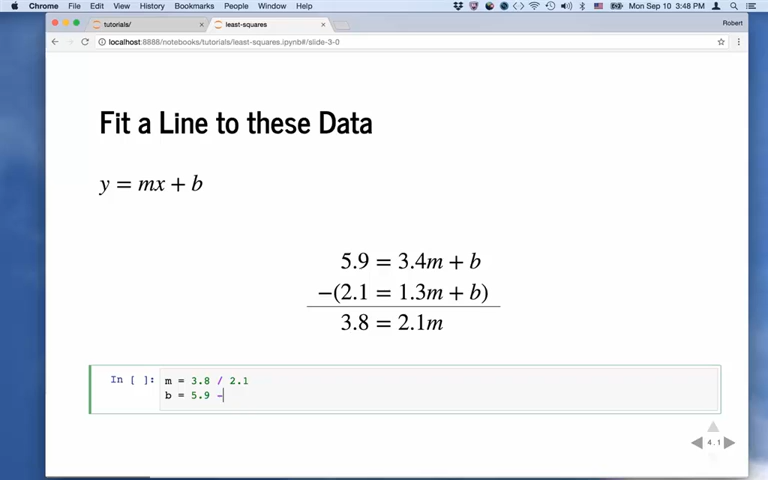 Chrome File Edit View History Bookmarks People Window Help Mon Sep 10 3:48 PM Robert
tutorials/ × least-squares × Robert
localhost:8888/notebooks/tutorials/least-squares.ipynb#/slide-3-0
Fit a Line to these Data
y = mx + b
5.9 = 3.4m + b
−(2.1 = 1.3m + b)
3.8 = 2.1m
In [ ]: m = 3.8 / 2.1
b = 5.9 -
4.1